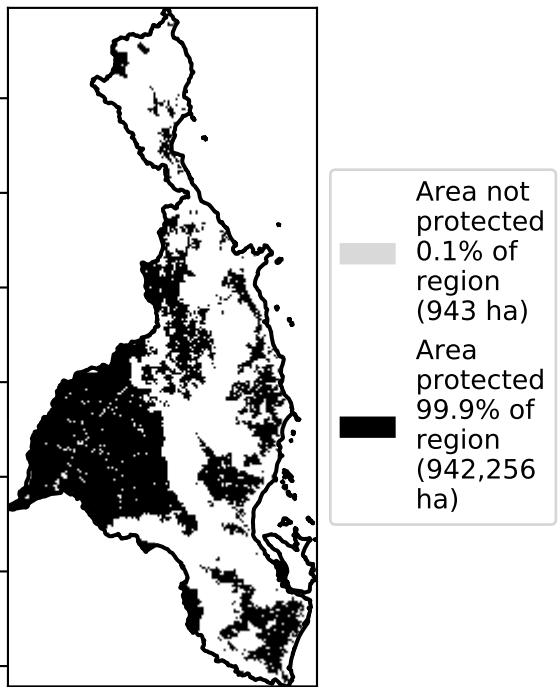 Area not
protected
0.1% of
region
(943 ha)
Area
protected
99.9% of
region
(942,256
ha)